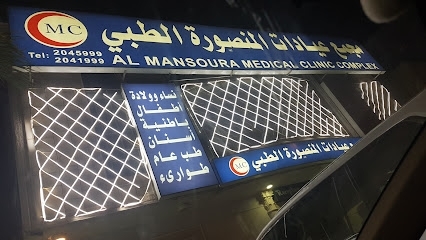 مجمع عيادات المنصورة الطبي
MC
Tel: 2045999
2041999
AL MANSOURA MEDICAL CLINIC COMPLEX
نساء وولادة
أطفال
باطنية
أسنان
طب عام
طوارىء
MC
مجمع عيادات المنصورة الطبي